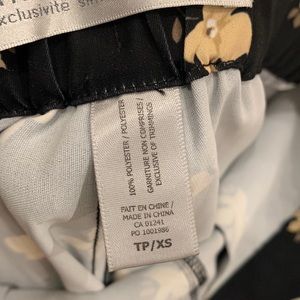 exclusivité
100% POLYESTER / POLYESTER
GARNITURE NON COMPRISES /
EXCLUSIVE OF TRIMMINGS
FAIT EN CHINE /
MADE IN CHINA
CA 01241
PO 1001986
TP/XS